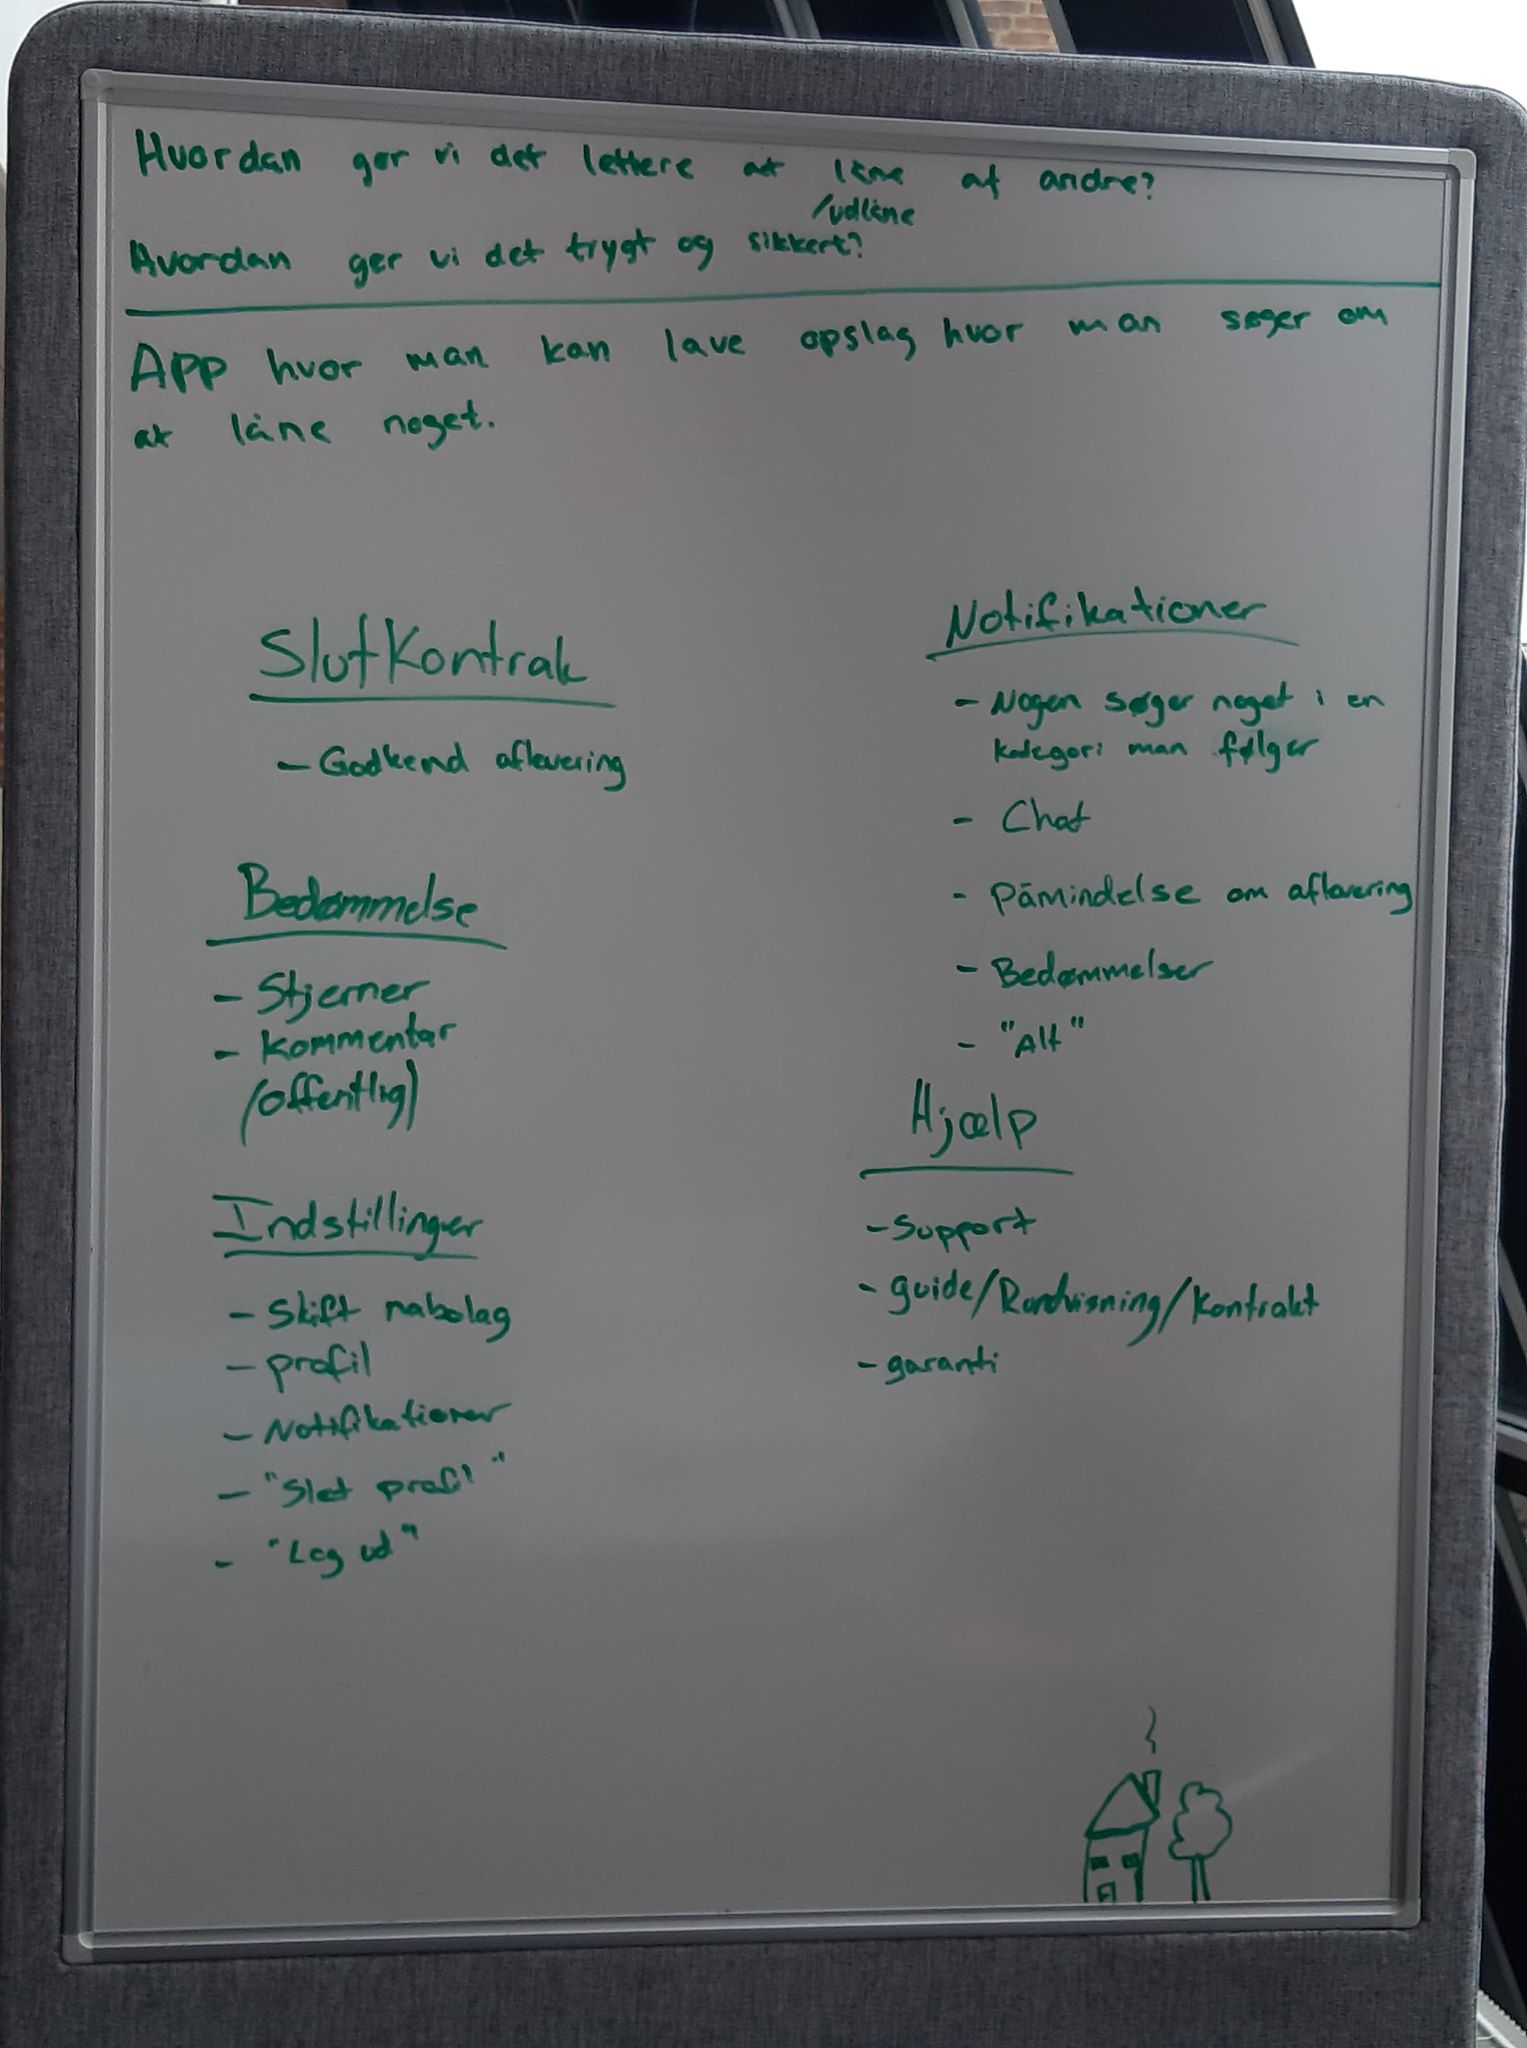 Hvordan gør vi det lettere at låne af andre?
/udlåne
Hvordan gør vi det trygt og sikkert?
APP hvor man kan lave opslag hvor man søger om
at låne noget.
SlutKontrak
- Godkend aflevering
Bedømmelse
- Stjerner
- Kommentar
(offentlig)
Indstillinger
- Skift nabolag
- profil
- Notifikationer
- "Slet profil"
- "Log ud"
Notifikationer
- Nogen søger noget i en
kategori man følger
- Chat
- påmindelse om aflevering
- Bedømmelser
- "Alt"
Hjælp
- Support
- guide/Rundvisning/Kontrakt
- garanti